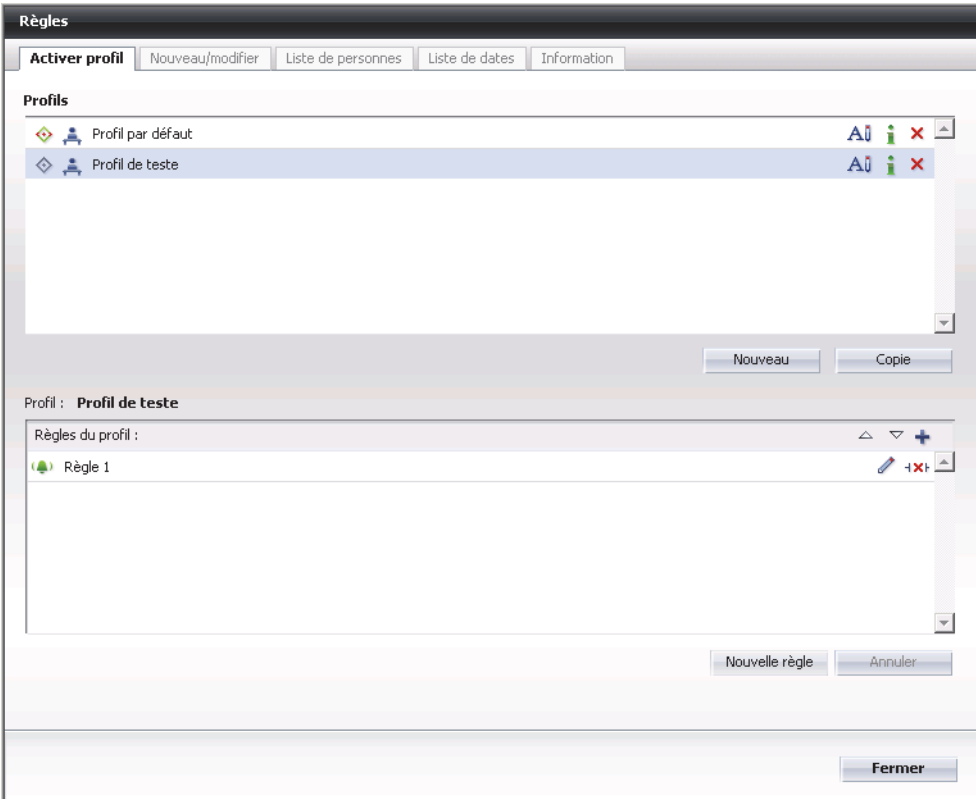 Règles
Activer profil Nouveau/modifier Liste de personnes Liste de dates Information
Profils
Profil par défaut
Profil de teste
Nouveau Copie
Profil : Profil de teste
Règles du profil :
Règle 1
Nouvelle règle Annuler
Fermer